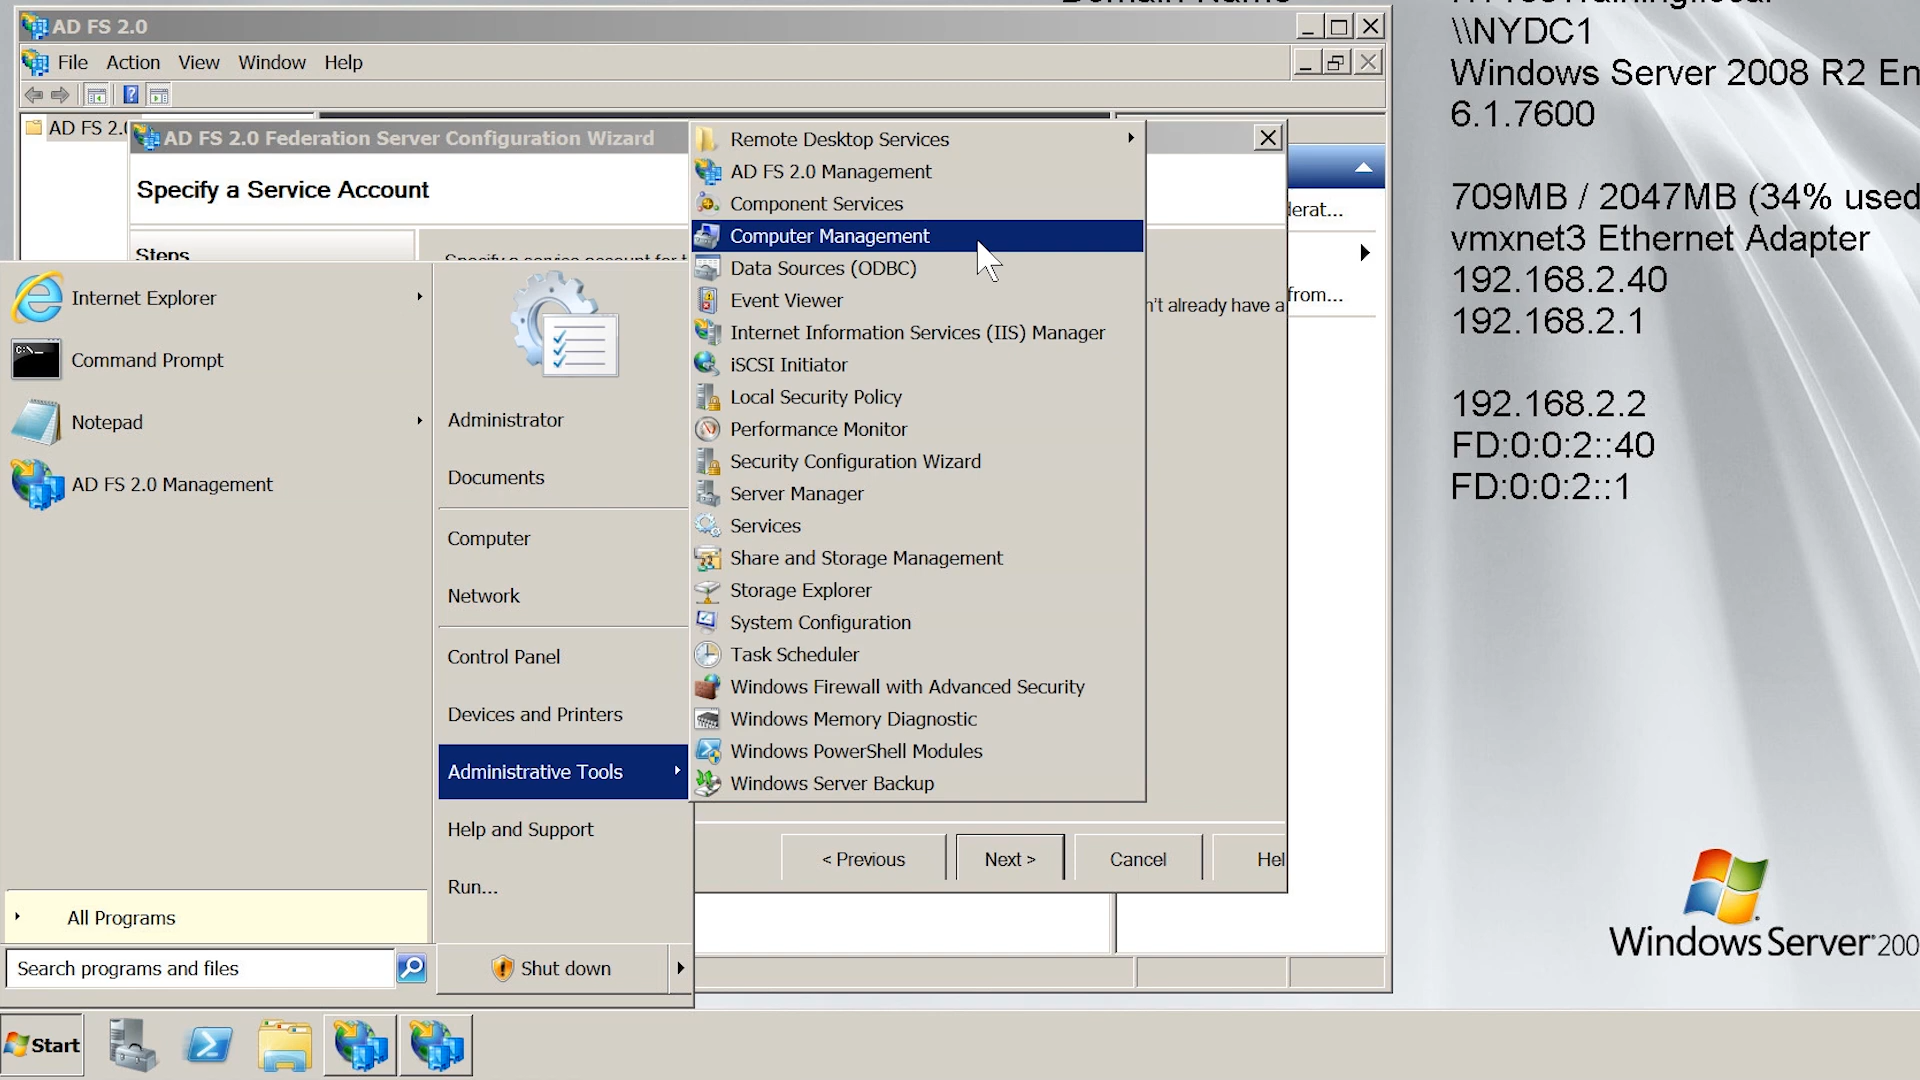 AD FS 2.0
File Action View Window Help
AD FS 2.0
AD FS 2.0 Federation Server Configuration Wizard
Specify a Service Account
Steps
Internet Explorer
Command Prompt
Notepad
AD FS 2.0 Management
All Programs
Search programs and files
Administrator
Documents
Computer
Network
Control Panel
Devices and Printers
Administrative Tools
Help and Support
Run...
Shut down
Remote Desktop Services
AD FS 2.0 Management
Component Services
Computer Management
Data Sources (ODBC)
Event Viewer
Internet Information Services (IIS) Manager
iSCSI Initiator
Local Security Policy
Performance Monitor
Security Configuration Wizard
Server Manager
Services
Share and Storage Management
Storage Explorer
System Configuration
Task Scheduler
Windows Firewall with Advanced Security
Windows Memory Diagnostic
Windows PowerShell Modules
Windows Server Backup
n't already have a
erat...
from...
< Previous
Next >
Cancel
Hel
\\NYDC1
Windows Server 2008 R2 En
6.1.7600
709MB / 2047MB (34% used
vmxnet3 Ethernet Adapter
192.168.2.40
192.168.2.1
192.168.2.2
FD:0:0:2::40
FD:0:0:2::1
Windows Server 200
Start